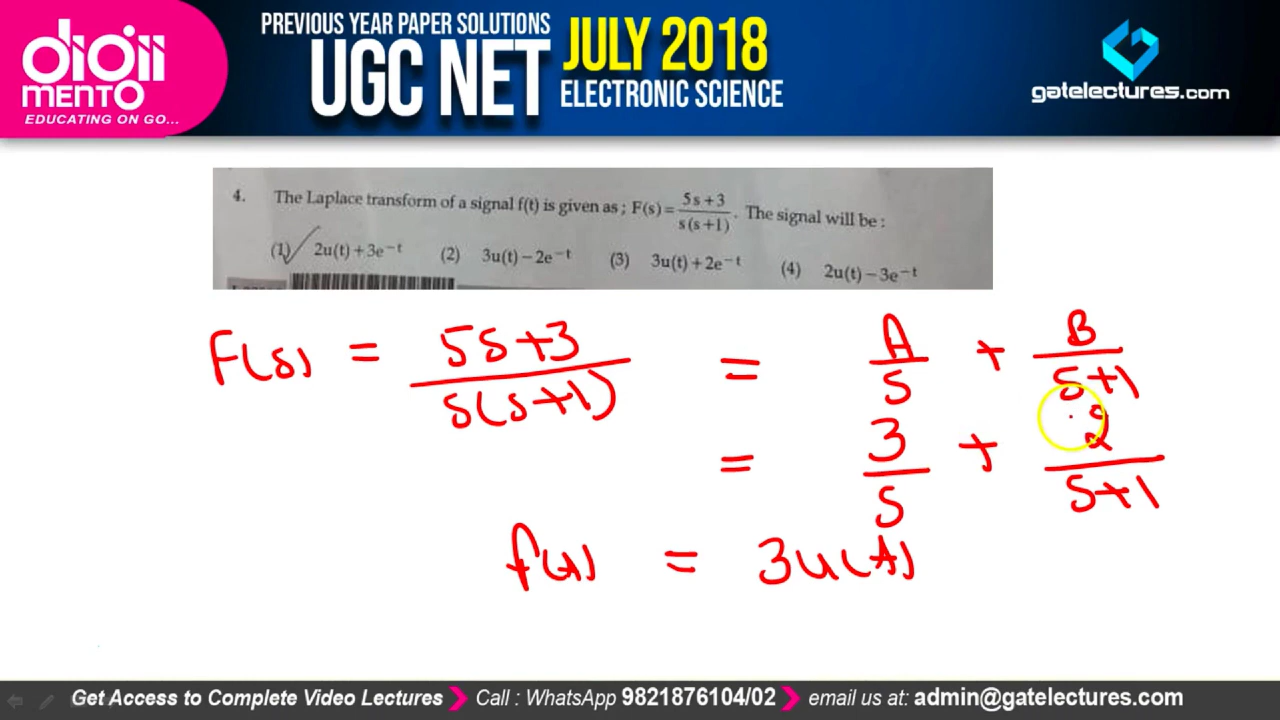 digii
mento
EDUCATING ON GO...
PREVIOUS YEAR PAPER SOLUTIONS
UGC NET
JULY 2018
ELECTRONIC SCIENCE
gatelectures.com
4. The Laplace transform of a signal f(t) is given as ; F(s) = (5s+3)/(s(s+1)) . The signal will be :
(1) 2u(t) + 3e^-t (2) 3u(t) – 2e^-t (3) 3u(t) + 2e^-t (4) 2u(t) – 3e^-t
F(s) = (5s+3)/(s(s+1)) = A/s + B/(s+1)
= 3/s + 2/(s+1)
f(t) = 3u(t)
Get Access to Complete Video Lectures Call : WhatsApp 9821876104/02 email us at: admin@gatelectures.com